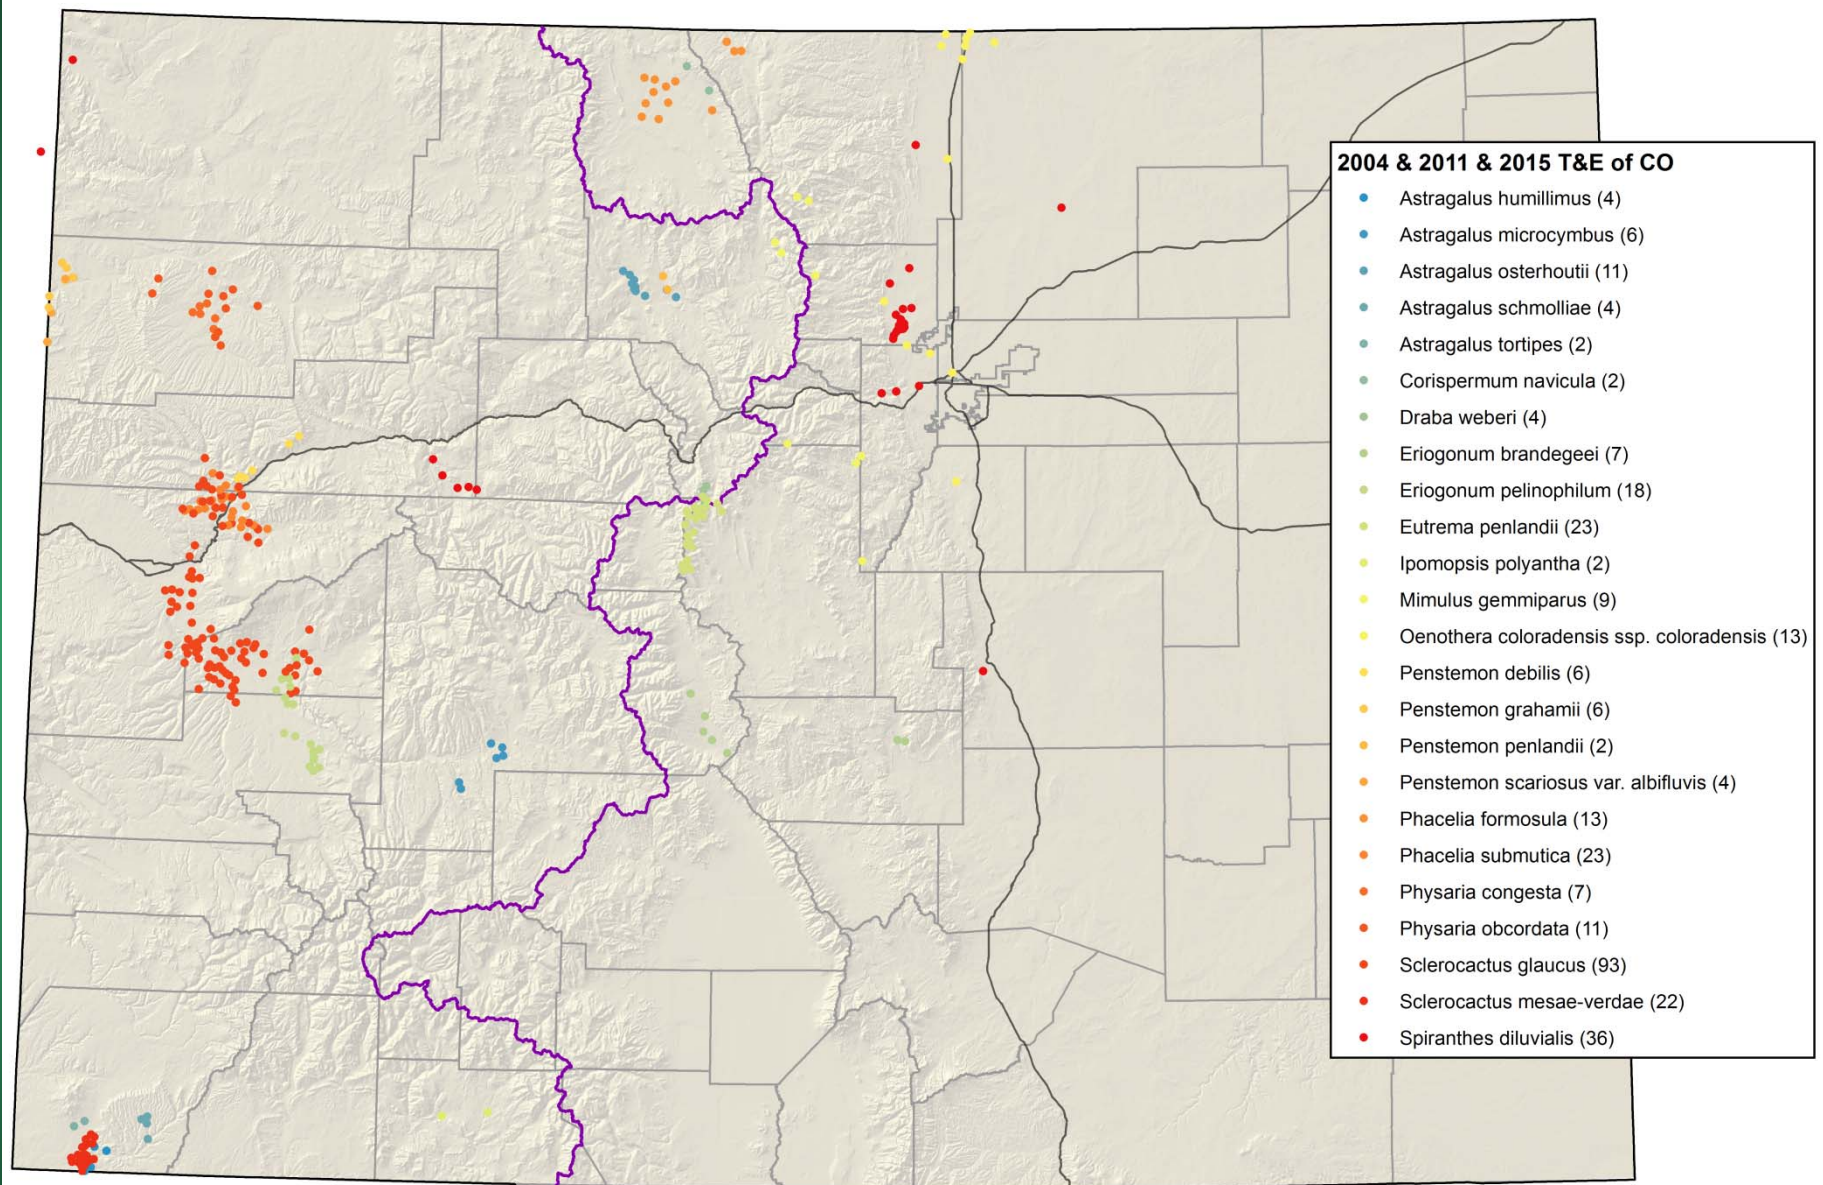 2004 & 2011 & 2015 T&E of CO
Astragalus humillimus (4)
Astragalus microcymbus (6)
Astragalus osterhoutii (11)
Astragalus schmolliae (4)
Astragalus tortipes (2)
Corispermum navicula (2)
Draba weberi (4)
Eriogonum brandegeei (7)
Eriogonum pelinophilum (18)
Eutrema penlandii (23)
Ipomopsis polyantha (2)
Mimulus gemmiparus (9)
Oenothera coloradensis ssp. coloradensis (13)
Penstemon debilis (6)
Penstemon grahamii (6)
Penstemon penlandii (2)
Penstemon scariosus var. albifluvis (4)
Phacelia formosula (13)
Phacelia submutica (23)
Physaria congesta (7)
Physaria obcordata (11)
Sclerocactus glaucus (93)
Sclerocactus mesae-verdae (22)
Spiranthes diluvialis (36)